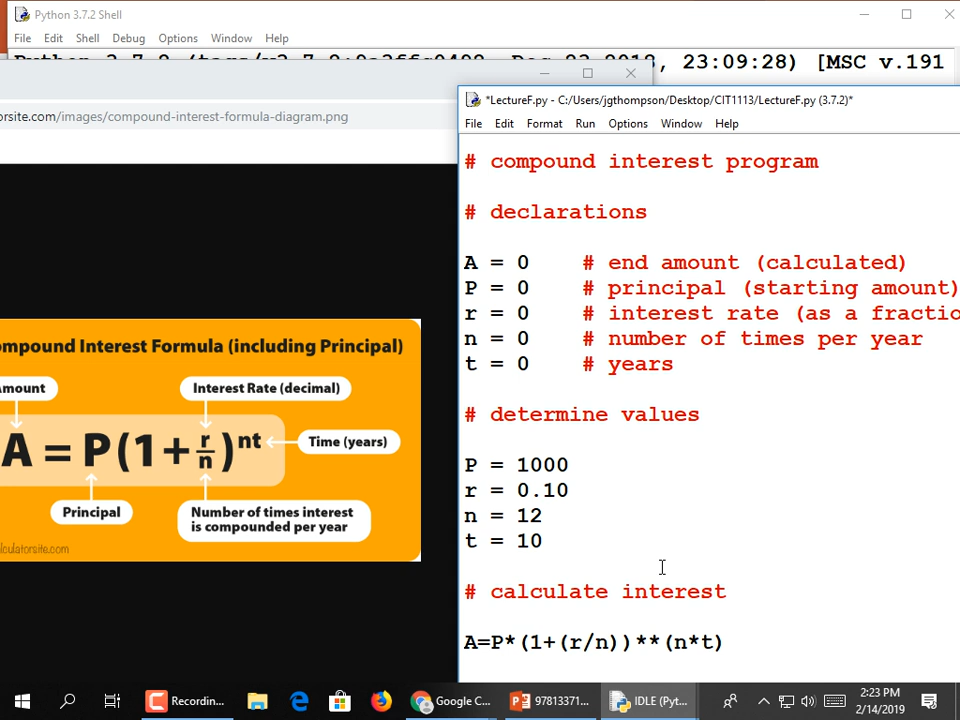 Python 3.7.2 Shell
File Edit Shell Debug Options Window Help
23:09:28) [MSC v.191
orsite.com/images/compound-interest-formula-diagram.png
*LectureF.py - C:/Users/jgthompson/Desktop/CIT1113/LectureF.py (3.7.2)*
File Edit Format Run Options Window Help
# compound interest program
# declarations
A = 0 # end amount (calculated)
P = 0 # principal (starting amount)
r = 0 # interest rate (as a fractio
n = 0 # number of times per year
t = 0 # years
# determine values
P = 1000
r = 0.10
n = 12
t = 10
# calculate interest
A=P*(1+(r/n))**(n*t)
ompound Interest Formula (including Principal)
Amount
Interest Rate (decimal)
A = P(1+r/n)nt
Time (years)
Principal
Number of times interest
is compounded per year
lculatorsite.com
Recordin...
Google C...
97813371...
IDLE (Pyt...
2:23 PM
2/14/2019